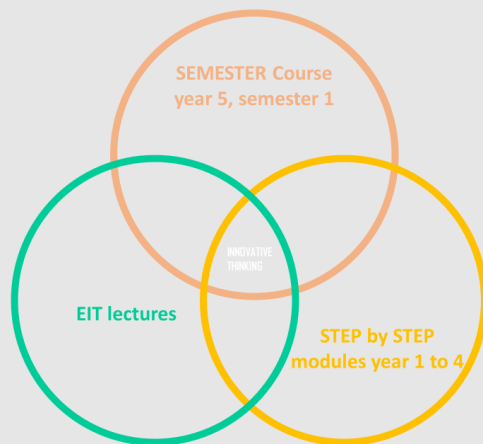 SEMESTER Course
year 5, semester 1
INNOVATIVE
THINKING
EIT lectures
STEP by STEP
modules year 1 to 4